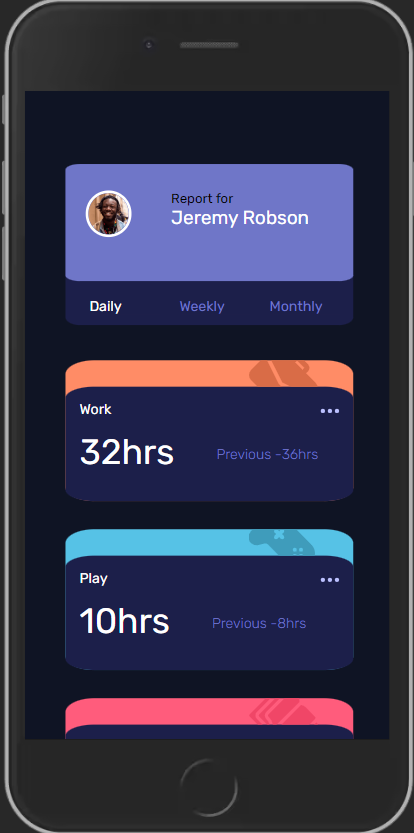 Report for
Jeremy Robson
Daily Weekly Monthly
Work
32hrs Previous -36hrs
Play
10hrs Previous -8hrs